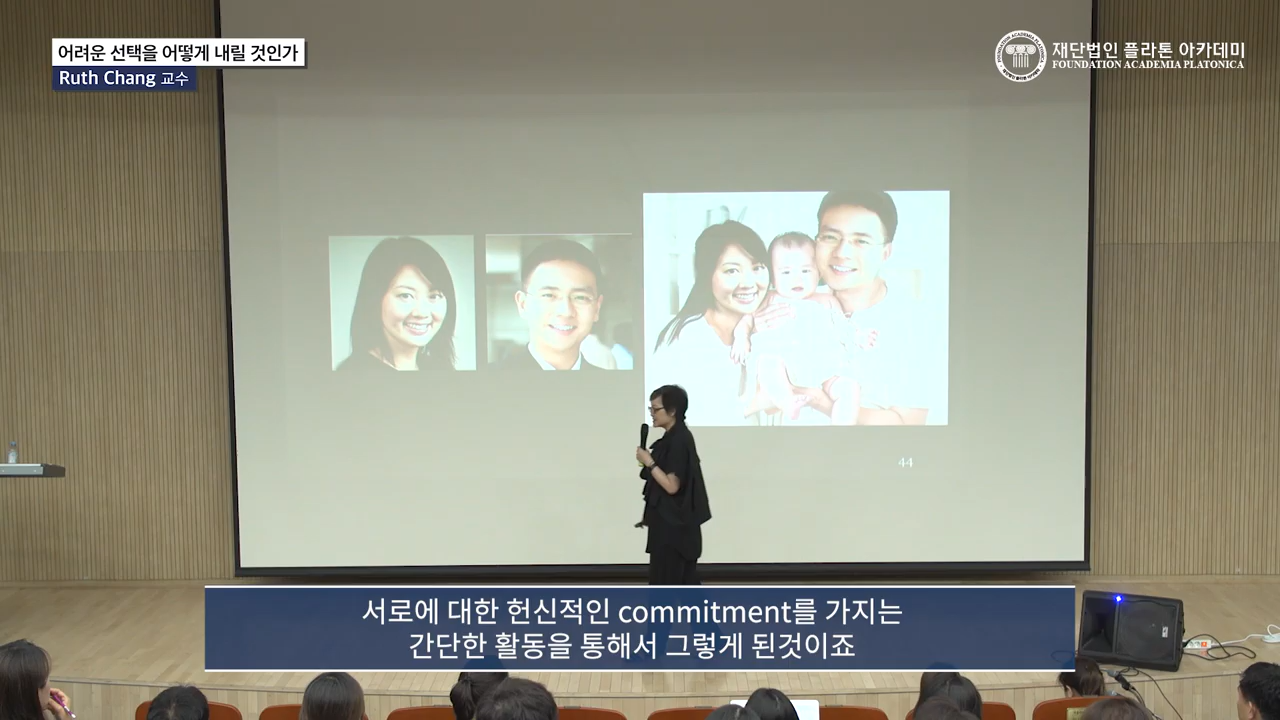 어려운 선택을 어떻게 내릴 것인가
Ruth Chang 교수
재단법인 플라톤 아카데미
FOUNDATION ACADEMIA PLATONICA
44
서로에 대한 헌신적인 commitment를 가지는
간단한 활동을 통해서 그렇게 된것이죠